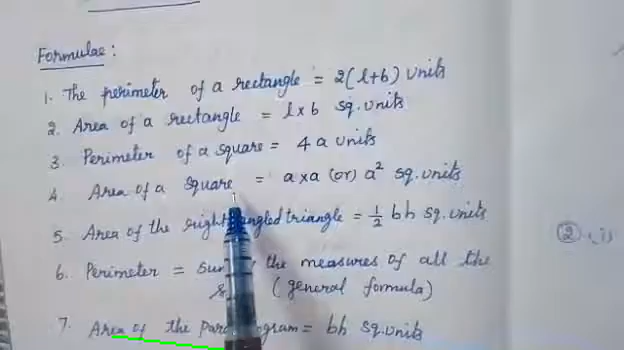 Formulae :
1. The perimeter of a rectangle = 2(l+b) units
2. Area of a rectangle = l x b sq. units
3. Perimeter of a square = 4 a units
4. Area of a square = a x a (or) a² sq. units
5. Area of the right angled triangle = ½ bh sq. units
6. Perimeter = sum the measures of all the
(general formula)
7. Area of the = bh sq. units
②